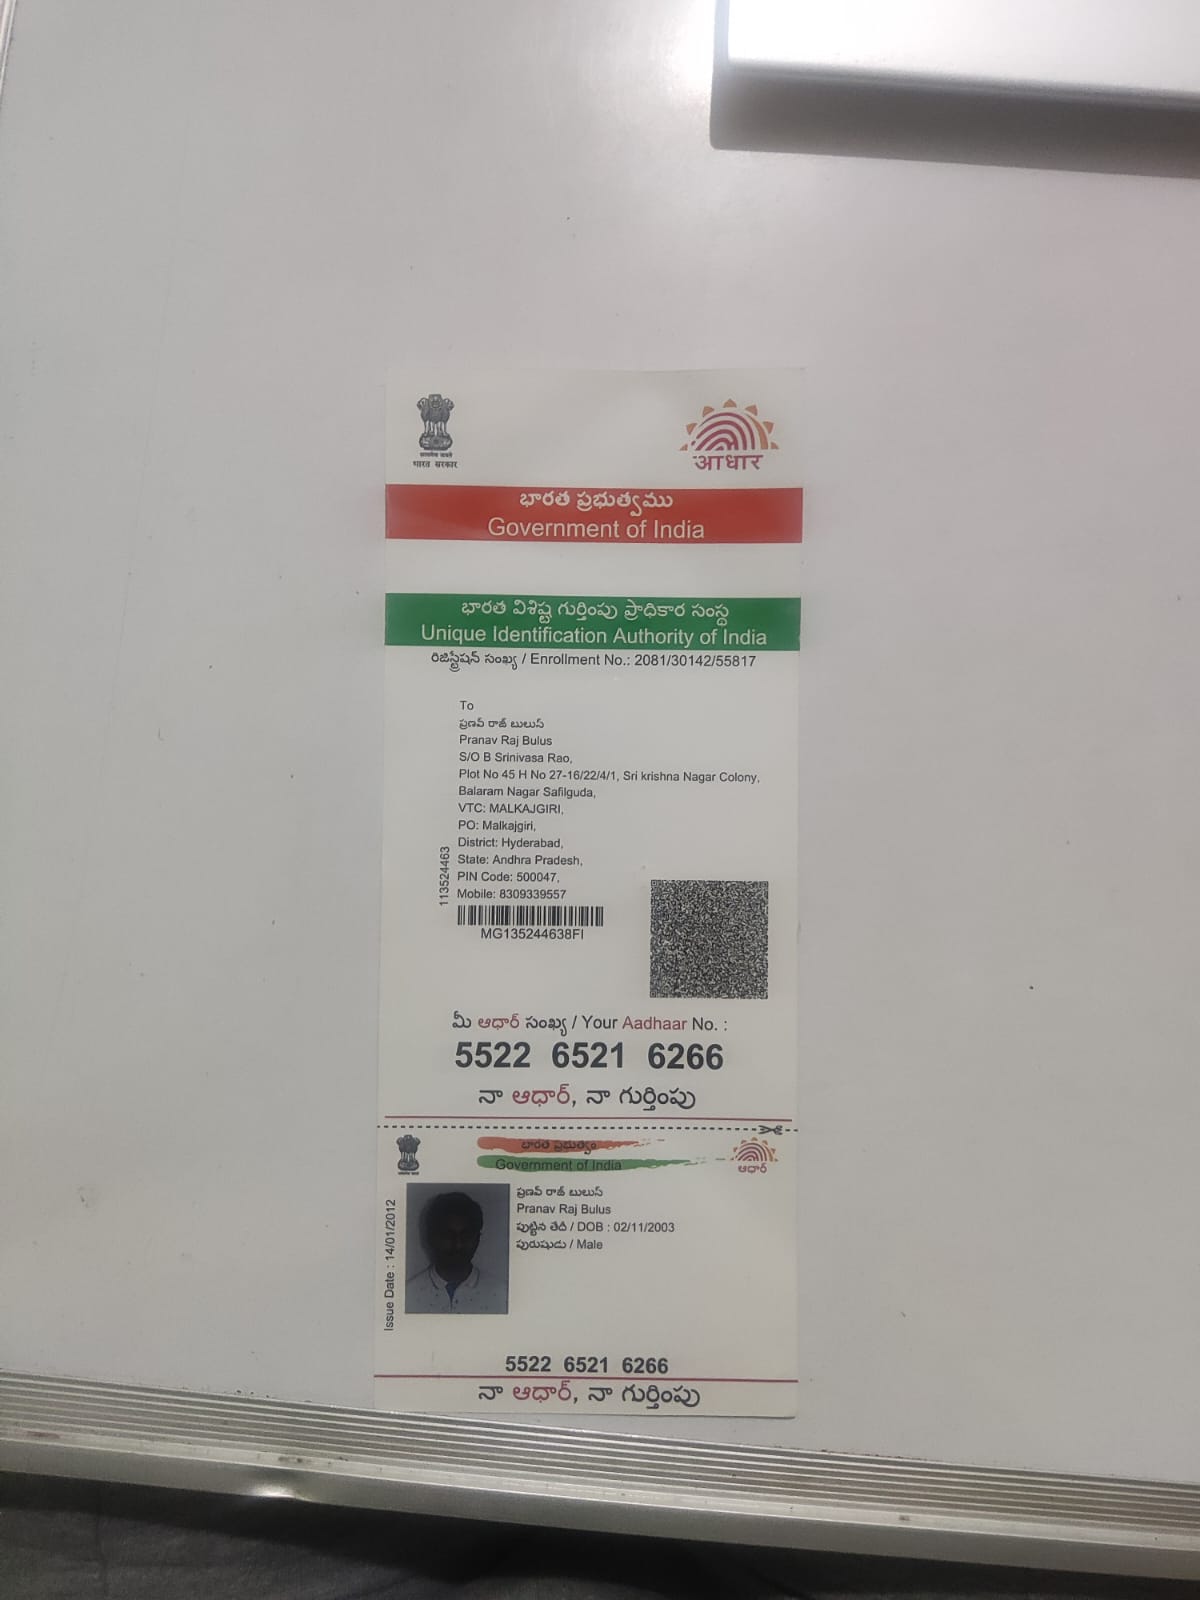 सत्यमेव जयते
भारत सरकार
आधार
భారత ప్రభుత్వము
Government of India
భారత విశిష్ట గుర్తింపు ప్రాధికార సంస్థ
Unique Identification Authority of India
రిజిస్ట్రేషన్ సంఖ్య / Enrollment No.: 2081/30142/55817
To
ప్రణవ్ రాజ్ బులుస్
Pranav Raj Bulus
S/O B Srinivasa Rao,
Plot No 45 H No 27-16/22/4/1, Sri krishna Nagar Colony,
Balaram Nagar Safilguda,
VTC: MALKAJGIRI,
PO: Malkajgiri,
District: Hyderabad,
State: Andhra Pradesh,
PIN Code: 500047,
Mobile: 8309339557
113524463
MG135244638FI
మీ ఆధార్ సంఖ్య / Your Aadhaar No. :
5522 6521 6266
నా ఆధార్, నా గుర్తింపు
భారత ప్రభుత్వం
Government of India
ఆధార్
Issue Date : 14/01/2012
ప్రణవ్ రాజ్ బులుస్
Pranav Raj Bulus
పుట్టిన తేదీ / DOB : 02/11/2003
పురుషుడు / Male
5522 6521 6266
నా ఆధార్, నా గుర్తింపు